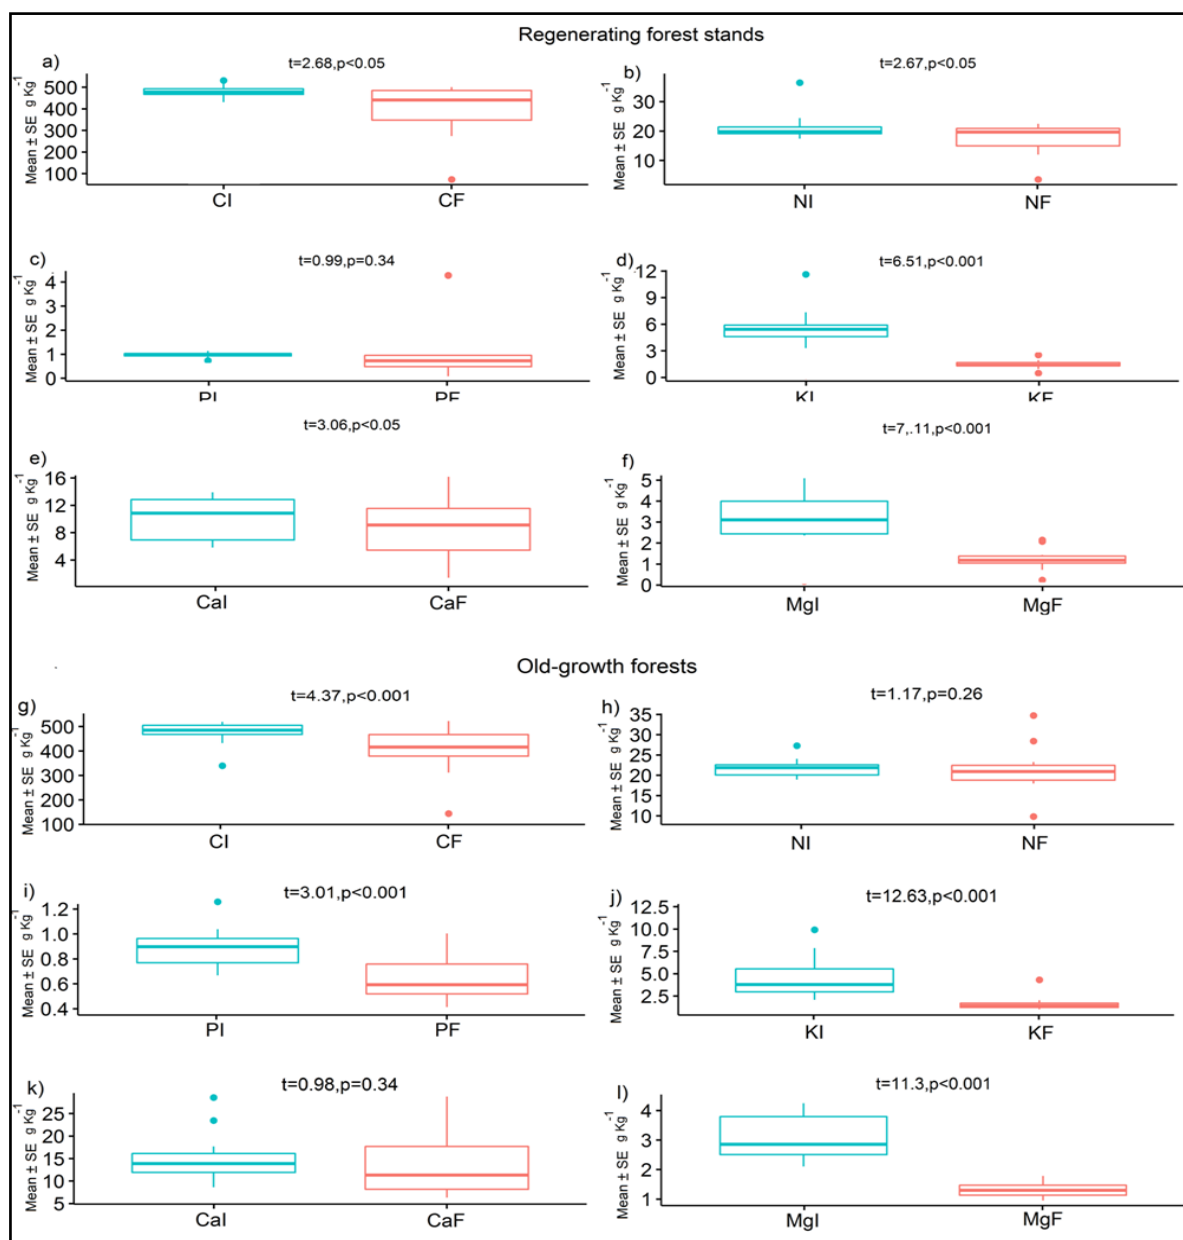 Regenerating forest stands
a)
t=2.68,p<0.05
Mean ± SE g Kg⁻¹
500
400
300
200
100
CI
CF
b)
t=2.67,p<0.05
Mean ± SE g Kg⁻¹
30
20
10
NI
NF
c)
t=0.99,p=0.34
Mean ± SE g Kg⁻¹
4
3
2
1
0
PI
PF
d)
t=6.51,p<0.001
Mean ± SE g Kg⁻¹
12
9
6
3
0
KI
KF
e)
t=3.06,p<0.05
Mean ± SE g Kg⁻¹
16
12
8
4
CaI
CaF
f)
t=7,.11,p<0.001
Mean ± SE g Kg⁻¹
5
4
3
2
1
0
MgI
MgF
Old-growth forests
g)
t=4.37,p<0.001
Mean ± SE g Kg⁻¹
500
400
300
200
100
CI
CF
h)
t=1.17,p=0.26
Mean ± SE g Kg⁻¹
35
30
25
20
15
10
NI
NF
i)
t=3.01,p<0.001
Mean ± SE g Kg⁻¹
1.2
1.0
0.8
0.6
0.4
PI
PF
j)
t=12.63,p<0.001
Mean ± SE g Kg⁻¹
12.5
10.0
7.5
5.0
2.5
KI
KF
k)
t=0.98,p=0.34
Mean ± SE g Kg⁻¹
25
20
15
10
5
CaI
CaF
l)
t=11.3,p<0.001
Mean ± SE g Kg⁻¹
4
3
2
1
MgI
MgF